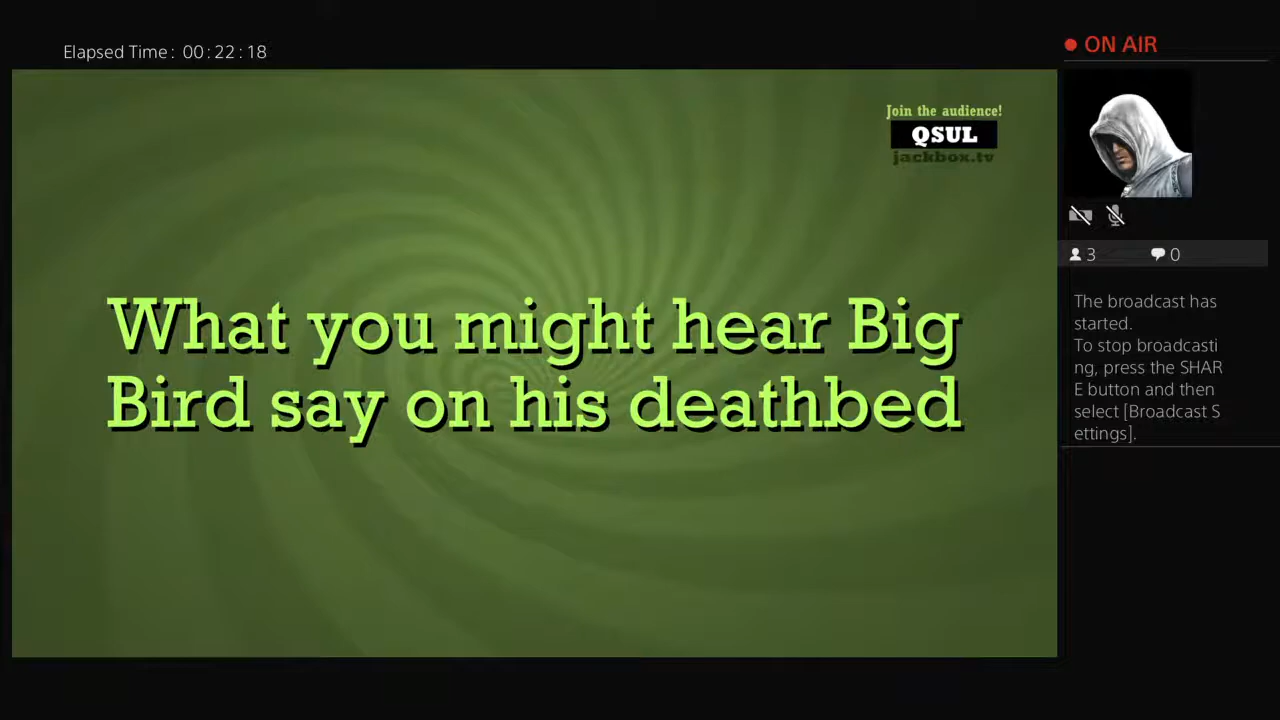 Elapsed Time: 00:22:18
ON AIR
Join the audience!
QSUL
jackbox.tv
3 0
What you might hear Big
Bird say on his deathbed
The broadcast has
started.
To stop broadcasti
ng, press the SHAR
E button and then
select [Broadcast S
ettings].